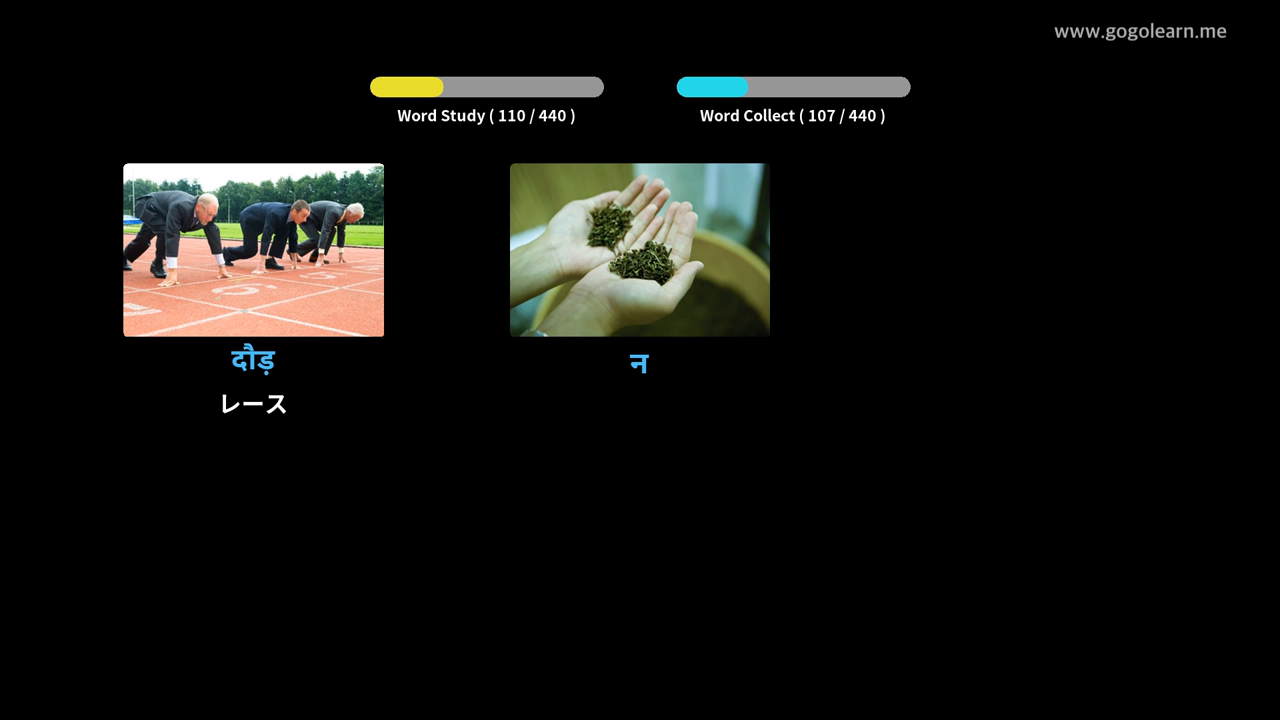 www.gogolearn.me
Word Study ( 110 / 440 )
Word Collect ( 107 / 440 )
दौड़
न
レース